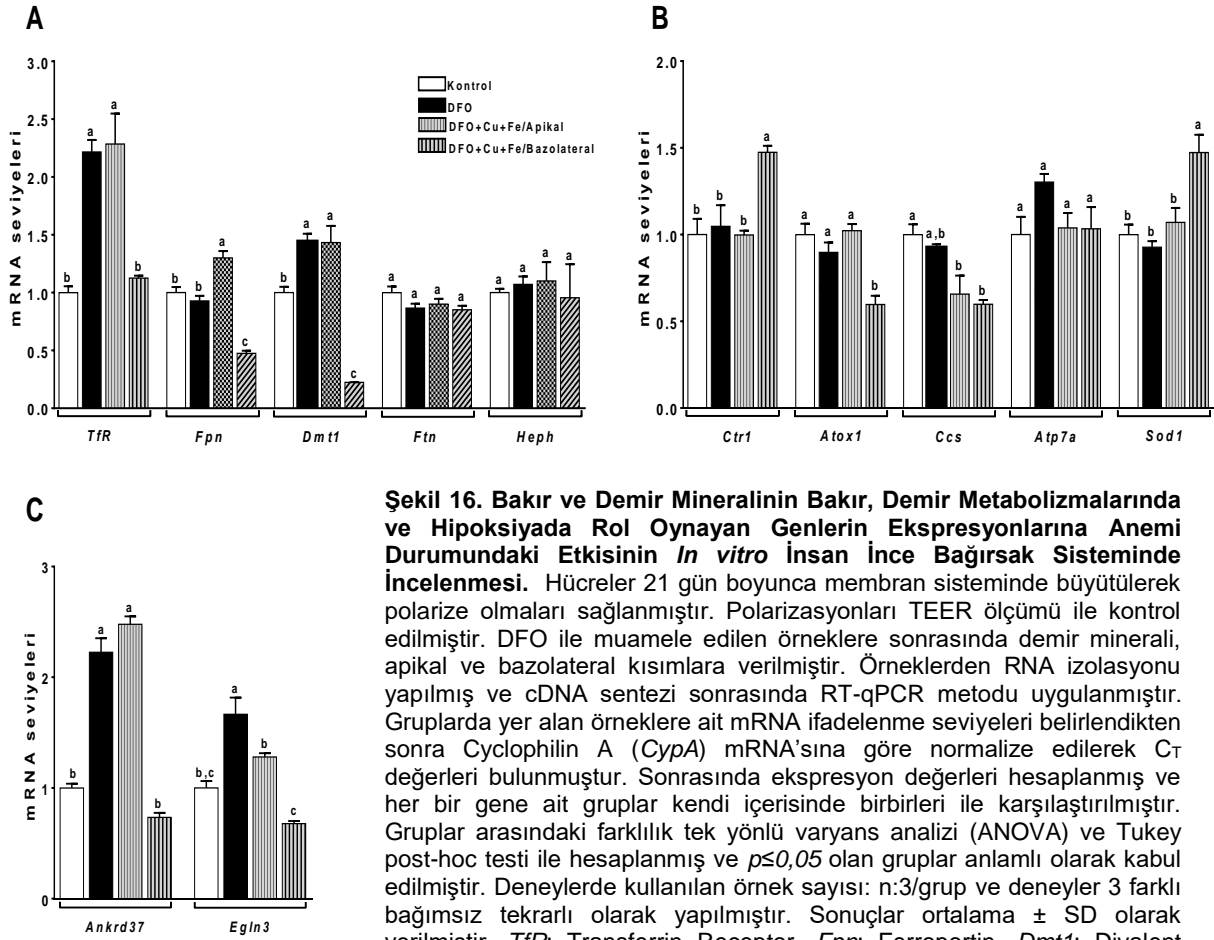 A
mRNA seviyeleri
3.0
2.5
2.0
1.5
1.0
0.5
0.0
Kontrol
DFO
DFO+Cu+Fe/Apikal
DFO+Cu+Fe/Bazolateral
b a a b
b b a c
b a a c
a a a a
a a a a
TfR Fpn Dmt1 Ftn Heph
B
mRNA seviyeleri
2.0
1.5
1.0
0.5
0.0
b b b a
a a a b
a a,b b b
a a a a
b b b a
Ctr1 Atox1 Ccs Atp7a Sod1
C
mRNA seviyeleri
3
2
1
0
b a a b
b,c a b c
Ankrd37 Egln3
Şekil 16. Bakır ve Demir Mineralinin Bakır, Demir Metabolizmalarında
ve Hipoksiyada Rol Oynayan Genlerin Ekspresyonlarına Anemi
Durumundaki Etkisinin In vitro İnsan İnce Bağırsak Sisteminde
İncelenmesi. Hücreler 21 gün boyunca membran sisteminde büyütülerek
polarize olmaları sağlanmıştır. Polarizasyonları TEER ölçümü ile kontrol
edilmiştir. DFO ile muamele edilen örneklere sonrasında demir minerali,
apikal ve bazolateral kısımlara verilmiştir. Örneklerden RNA izolasyonu
yapılmış ve cDNA sentezi sonrasında RT-qPCR metodu uygulanmıştır.
Gruplarda yer alan örneklere ait mRNA ifadelenme seviyeleri belirlendikten
sonra Cyclophilin A (CypA) mRNA'sına göre normalize edilerek CT
değerleri bulunmuştur. Sonrasında ekspresyon değerleri hesaplanmış ve
her bir gene ait gruplar kendi içerisinde birbirleri ile karşılaştırılmıştır.
Gruplar arasındaki farklılık tek yönlü varyans analizi (ANOVA) ve Tukey
post-hoc testi ile hesaplanmış ve p≤0,05 olan gruplar anlamlı olarak kabul
edilmiştir. Deneylerde kullanılan örnek sayısı: n:3/grup ve deneyler 3 farklı
bağımsız tekrarlı olarak yapılmıştır. Sonuçlar ortalama ± SD olarak
verilmiştir. TfR: Transferrin Receptor, Fpn: Ferroportin, Dmt1: Divalent